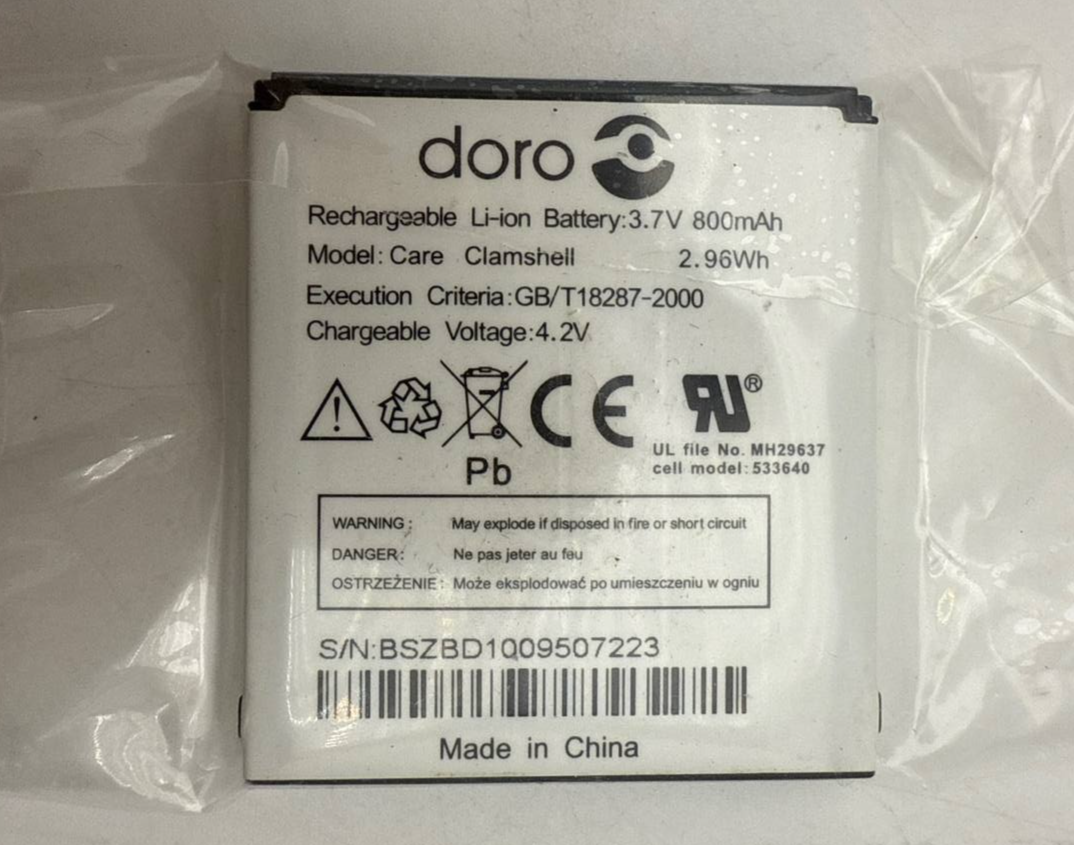 doro
Rechargeable Li-ion Battery:3.7V 800mAh
Model: Care Clamshell 2.96Wh
Execution Criteria:GB/T18287-2000
Chargeable Voltage:4.2V
CE ®
UL file No. MH29637
cell model:533640
Pb
WARNING: May explode if disposed in fire or short circuit
DANGER: Ne pas jeter au feu
OSTRZEŻENIE: Może eksplodować po umieszczeniu w ogniu
S/N:BSZBD1009507223
Made in China